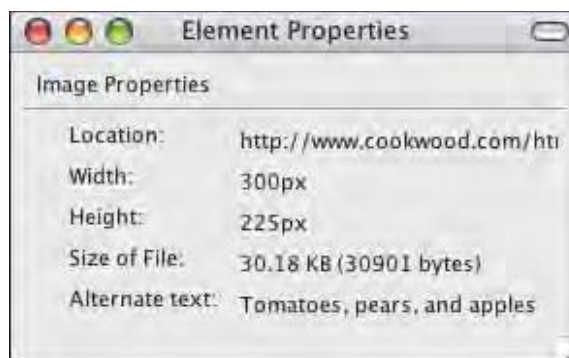 Element Properties
Image Properties
Location: http://www.cookwood.com/htr
Width: 300px
Height: 225px
Size of File: 30.18 KB (30901 bytes)
Alternate text: Tomatoes, pears, and apples